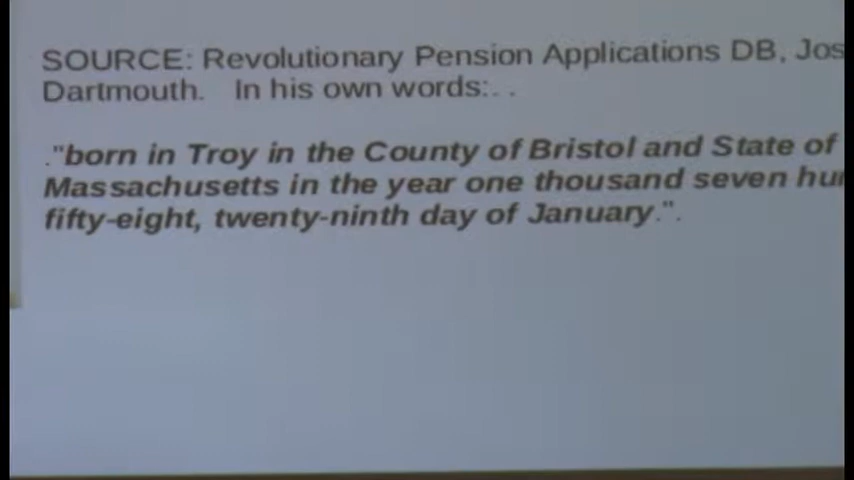 SOURCE: Revolutionary Pension Applications DB, Jos
Dartmouth. In his own words:. .
."born in Troy in the County of Bristol and State of
Massachusetts in the year one thousand seven hu
fifty-eight, twenty-ninth day of January.".